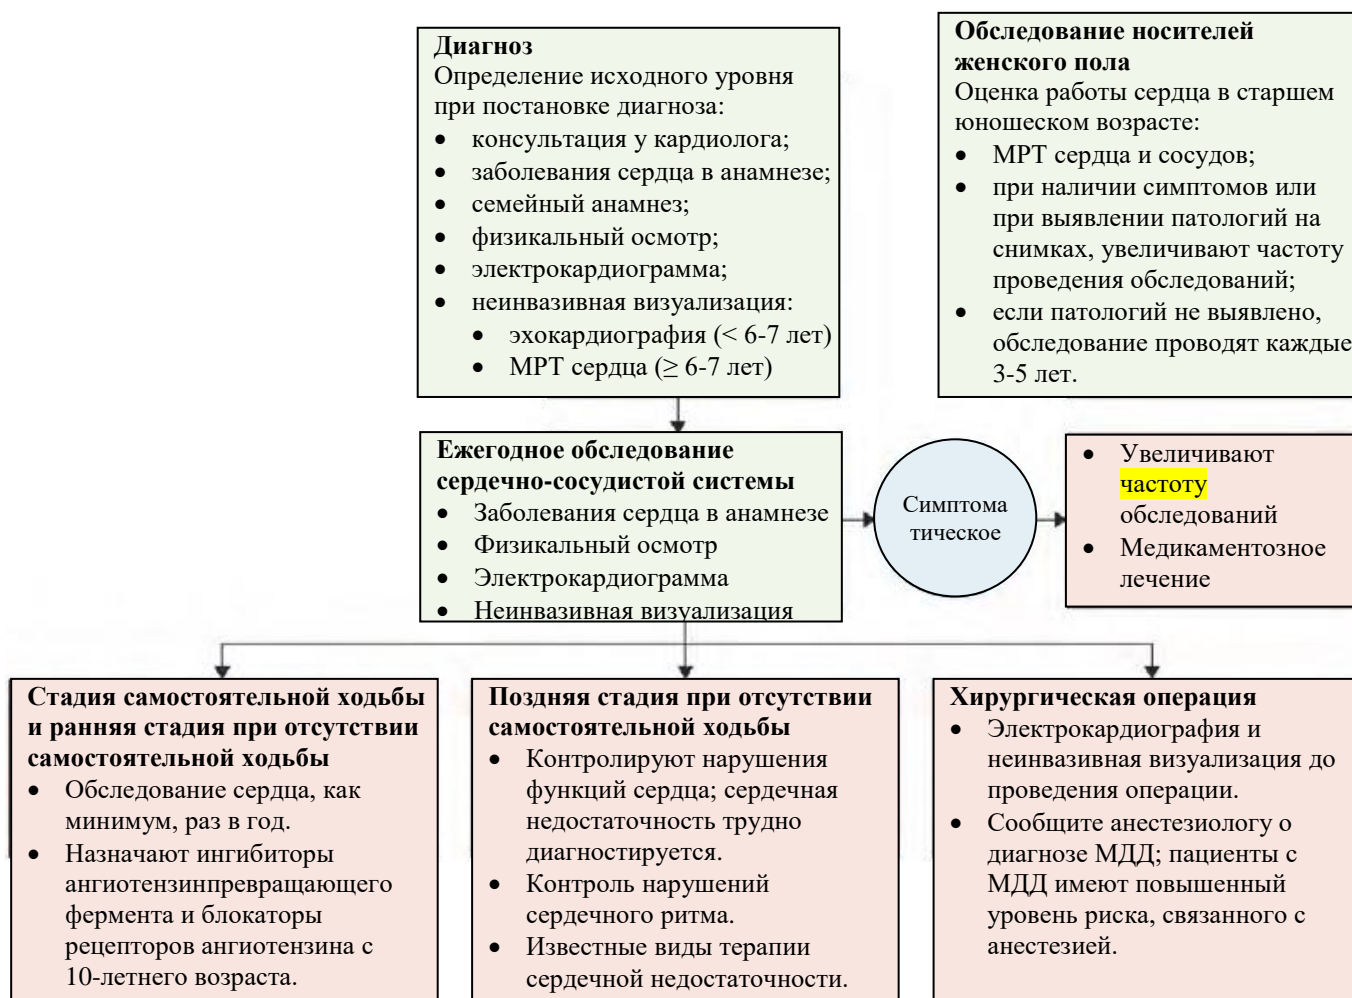 Диагноз
Определение исходного уровня
при постановке диагноза:
• консультация у кардиолога;
• заболевания сердца в анамнезе;
• семейный анамнез;
• физикальный осмотр;
• электрокардиограмма;
• неинвазивная визуализация:
• эхокардиография (< 6-7 лет)
• МРТ сердца (≥ 6-7 лет)
Обследование носителей
женского пола
Оценка работы сердца в старшем
юношеском возрасте:
• МРТ сердца и сосудов;
• при наличии симптомов или
при выявлении патологий на
снимках, увеличивают частоту
проведения обследований;
• если патологий не выявлено,
обследование проводят каждые
3-5 лет.
Ежегодное обследование
сердечно-сосудистой системы
• Заболевания сердца в анамнезе
• Физикальный осмотр
• Электрокардиограмма
• Неинвазивная визуализация
Симптома
тическое
• Увеличивают
частоту
обследований
• Медикаментозное
лечение
Стадия самостоятельной ходьбы
и ранняя стадия при отсутствии
самостоятельной ходьбы
• Обследование сердца, как
минимум, раз в год.
• Назначают ингибиторы
ангиотензинпревращающего
фермента и блокаторы
рецепторов ангиотензина с
10-летнего возраста.
Поздняя стадия при отсутствии
самостоятельной ходьбы
• Контролируют нарушения
функций сердца; сердечная
недостаточность трудно
диагностируется.
• Контроль нарушений
сердечного ритма.
• Известные виды терапии
сердечной недостаточности.
Хирургическая операция
• Электрокардиография и
неинвазивная визуализация до
проведения операции.
• Сообщите анестезиологу о
диагнозе МДД; пациенты с
МДД имеют повышенный
уровень риска, связанного с
анестезией.